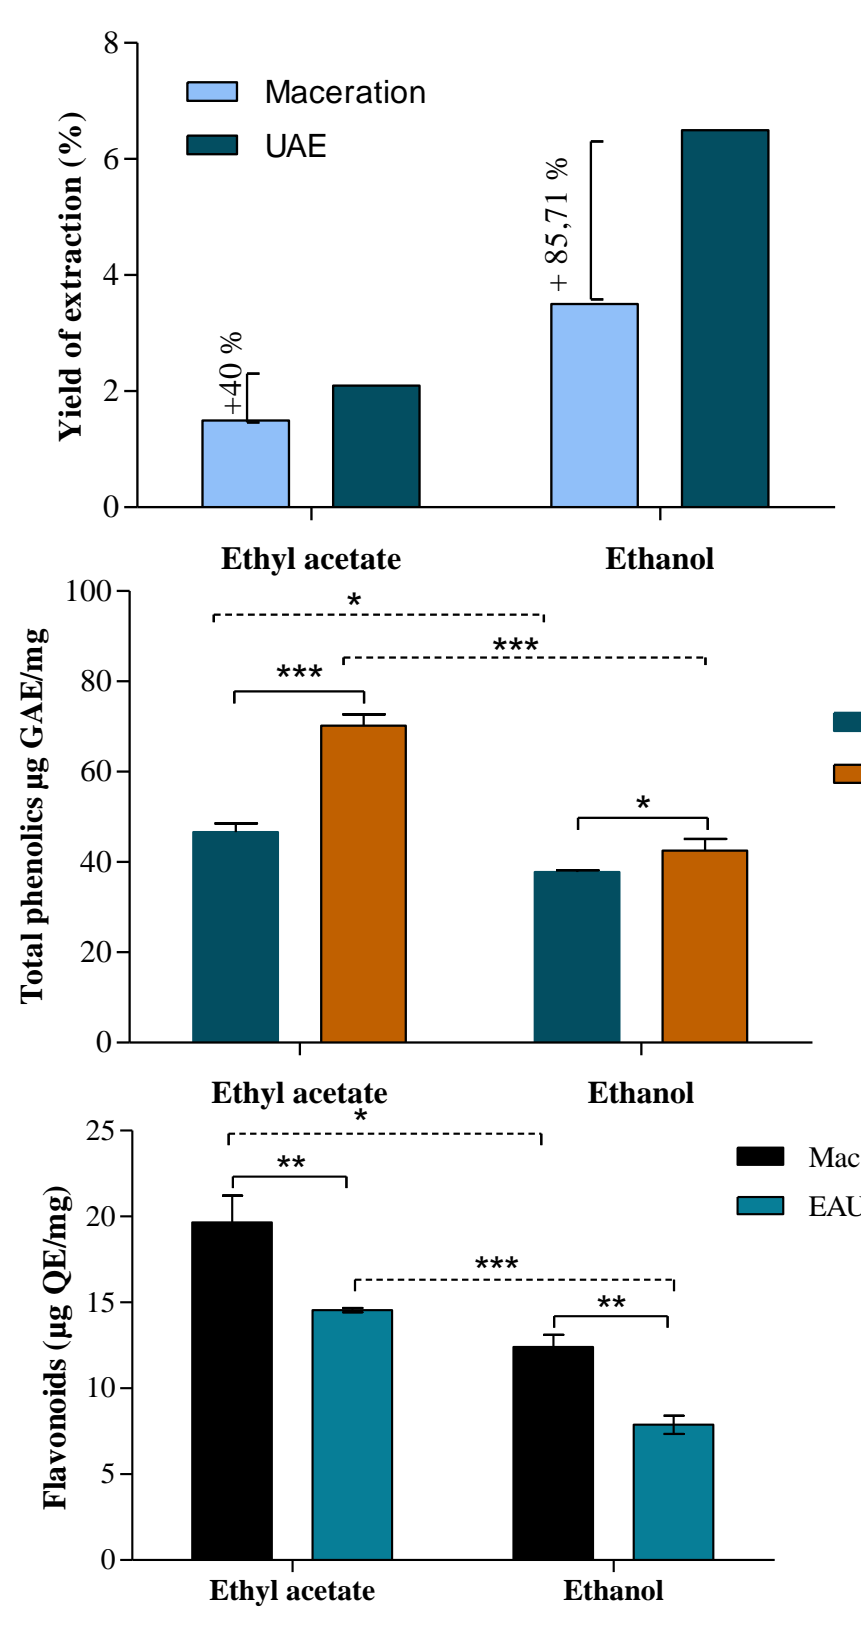 8
Maceration
UAE
6
4
2
0
Yield of extraction (%)
+40 %
+ 85,71 %
Ethyl acetate
Ethanol
100
80
60
40
20
0
Total phenolics µg GAE/mg
*
***
***
*
Ethyl acetate
Ethanol
25
20
15
10
5
0
Flavonoids (µg QE/mg)
*
**
***
**
Mac
EAU
Ethyl acetate
Ethanol